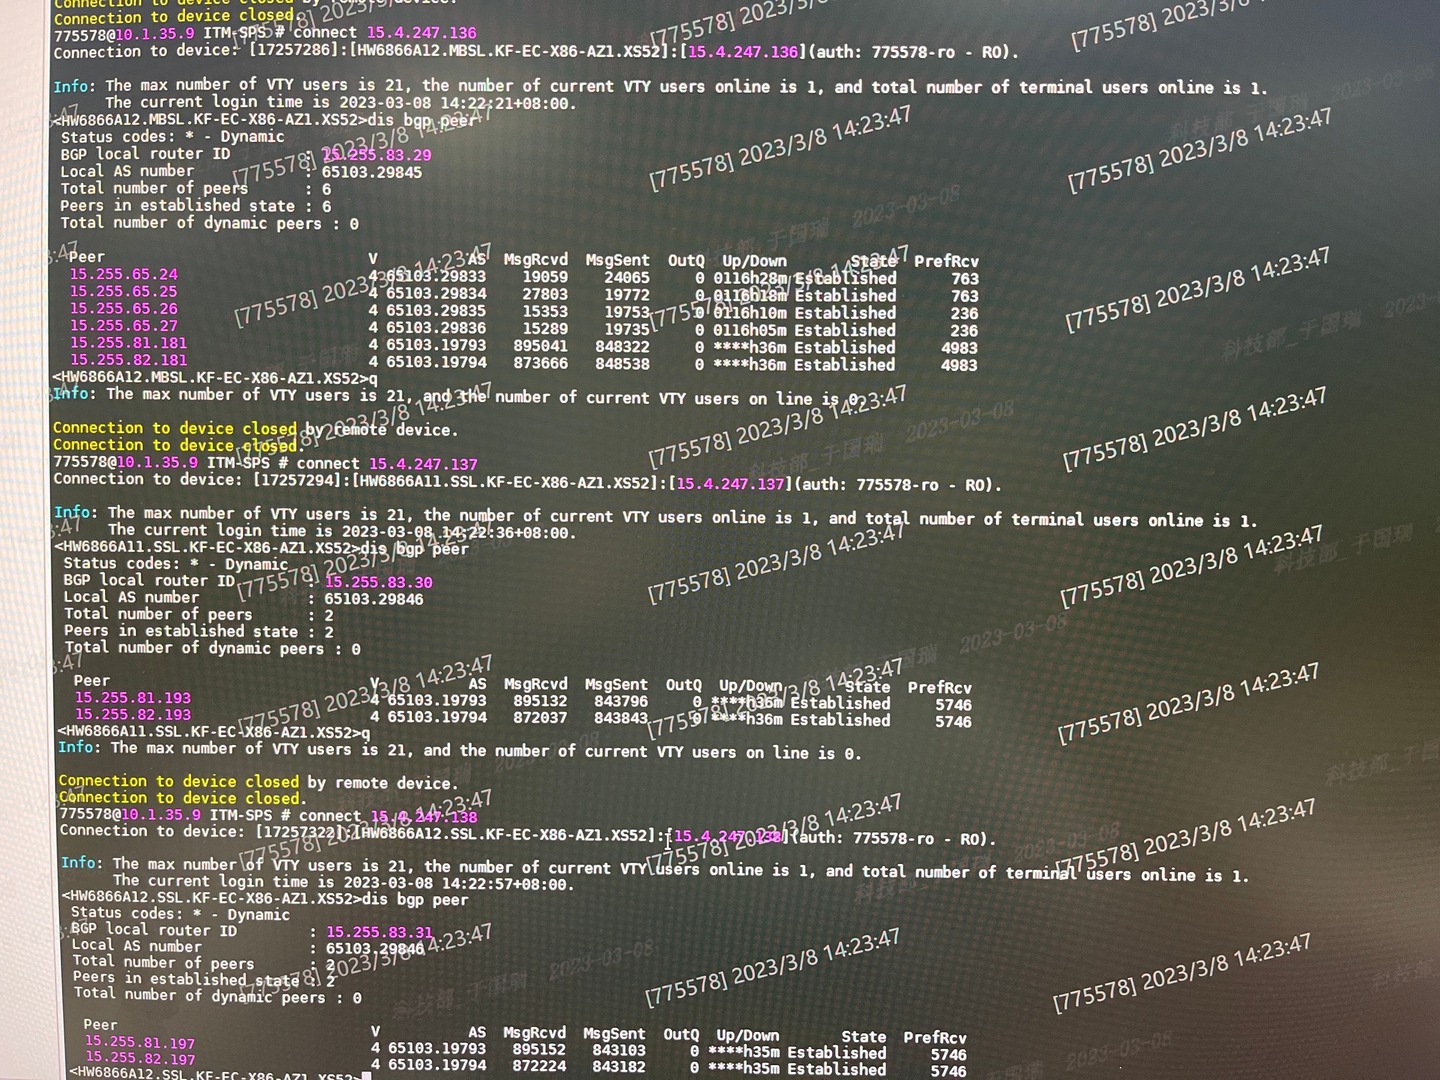 Connection to device closed by remote device.
Connection to device closed.
775578@10.1.35.9 ITM-SPS # connect 15.4.247.136
Connection to device: [17257286]:[HW6866A12.MBSL.KF-EC-X86-AZ1.XS52]:[15.4.247.136](auth: 775578-ro - RO).
Info: The max number of VTY users is 21, the number of current VTY users online is 1, and total number of terminal users online is 1.
The current login time is 2023-03-08 14:22:21+08:00.
<HW6866A12.MBSL.KF-EC-X86-AZ1.XS52>dis bgp peer
Status codes: * - Dynamic
BGP local router ID : 15.255.83.29
Local AS number : 65103.29845
Total number of peers : 6
Peers in established state : 6
Total number of dynamic peers : 0
Peer V AS MsgRcvd MsgSent OutQ Up/Down State PrefRcv
15.255.65.24 4 65103.29833 19059 24065 0 0116h28m Established 763
15.255.65.25 4 65103.29834 27803 19772 0 0116h18m Established 763
15.255.65.26 4 65103.29835 15353 19753 0 0116h10m Established 236
15.255.65.27 4 65103.29836 15289 19735 0 0116h05m Established 236
15.255.81.181 4 65103.19793 895041 848322 0 ****h36m Established 4983
15.255.82.181 4 65103.19794 873666 848538 0 ****h36m Established 4983
<HW6866A12.MBSL.KF-EC-X86-AZ1.XS52>q
Info: The max number of VTY users is 21, and the number of current VTY users on line is 0.
Connection to device closed by remote device.
Connection to device closed.
775578@10.1.35.9 ITM-SPS # connect 15.4.247.137
Connection to device: [17257294]:[HW6866A11.SSL.KF-EC-X86-AZ1.XS52]:[15.4.247.137](auth: 775578-ro - RO).
Info: The max number of VTY users is 21, the number of current VTY users online is 1, and total number of terminal users online is 1.
The current login time is 2023-03-08 14:22:36+08:00.
<HW6866A11.SSL.KF-EC-X86-AZ1.XS52>dis bgp peer
Status codes: * - Dynamic
BGP local router ID : 15.255.83.30
Local AS number : 65103.29846
Total number of peers : 2
Peers in established state : 2
Total number of dynamic peers : 0
Peer V AS MsgRcvd MsgSent OutQ Up/Down State PrefRcv
15.255.81.193 4 65103.19793 895132 843796 0 ****h36m Established 5746
15.255.82.193 4 65103.19794 872037 843843 0 ****h36m Established 5746
<HW6866A11.SSL.KF-EC-X86-AZ1.XS52>q
Info: The max number of VTY users is 21, and the number of current VTY users on line is 0.
Connection to device closed by remote device.
Connection to device closed.
775578@10.1.35.9 ITM-SPS # connect 15.4.247.138
Connection to device: [17257322]:[HW6866A12.SSL.KF-EC-X86-AZ1.XS52]:[15.4.247.138](auth: 775578-ro - RO).
Info: The max number of VTY users is 21, the number of current VTY users online is 1, and total number of terminal users online is 1.
The current login time is 2023-03-08 14:22:57+08:00.
<HW6866A12.SSL.KF-EC-X86-AZ1.XS52>dis bgp peer
Status codes: * - Dynamic
BGP local router ID : 15.255.83.31
Local AS number : 65103.29846
Total number of peers : 2
Peers in established state : 2
Total number of dynamic peers : 0
Peer V AS MsgRcvd MsgSent OutQ Up/Down State PrefRcv
15.255.81.197 4 65103.19793 895152 843103 0 ****h35m Established 5746
15.255.82.197 4 65103.19794 872224 843182 0 ****h35m Established 5746
<HW6866A12.SSL.KF-EC-X86-AZ1.XS52>
[775578] 2023/3/8 14:23:47
科技部_于国瑞 2023-03-08